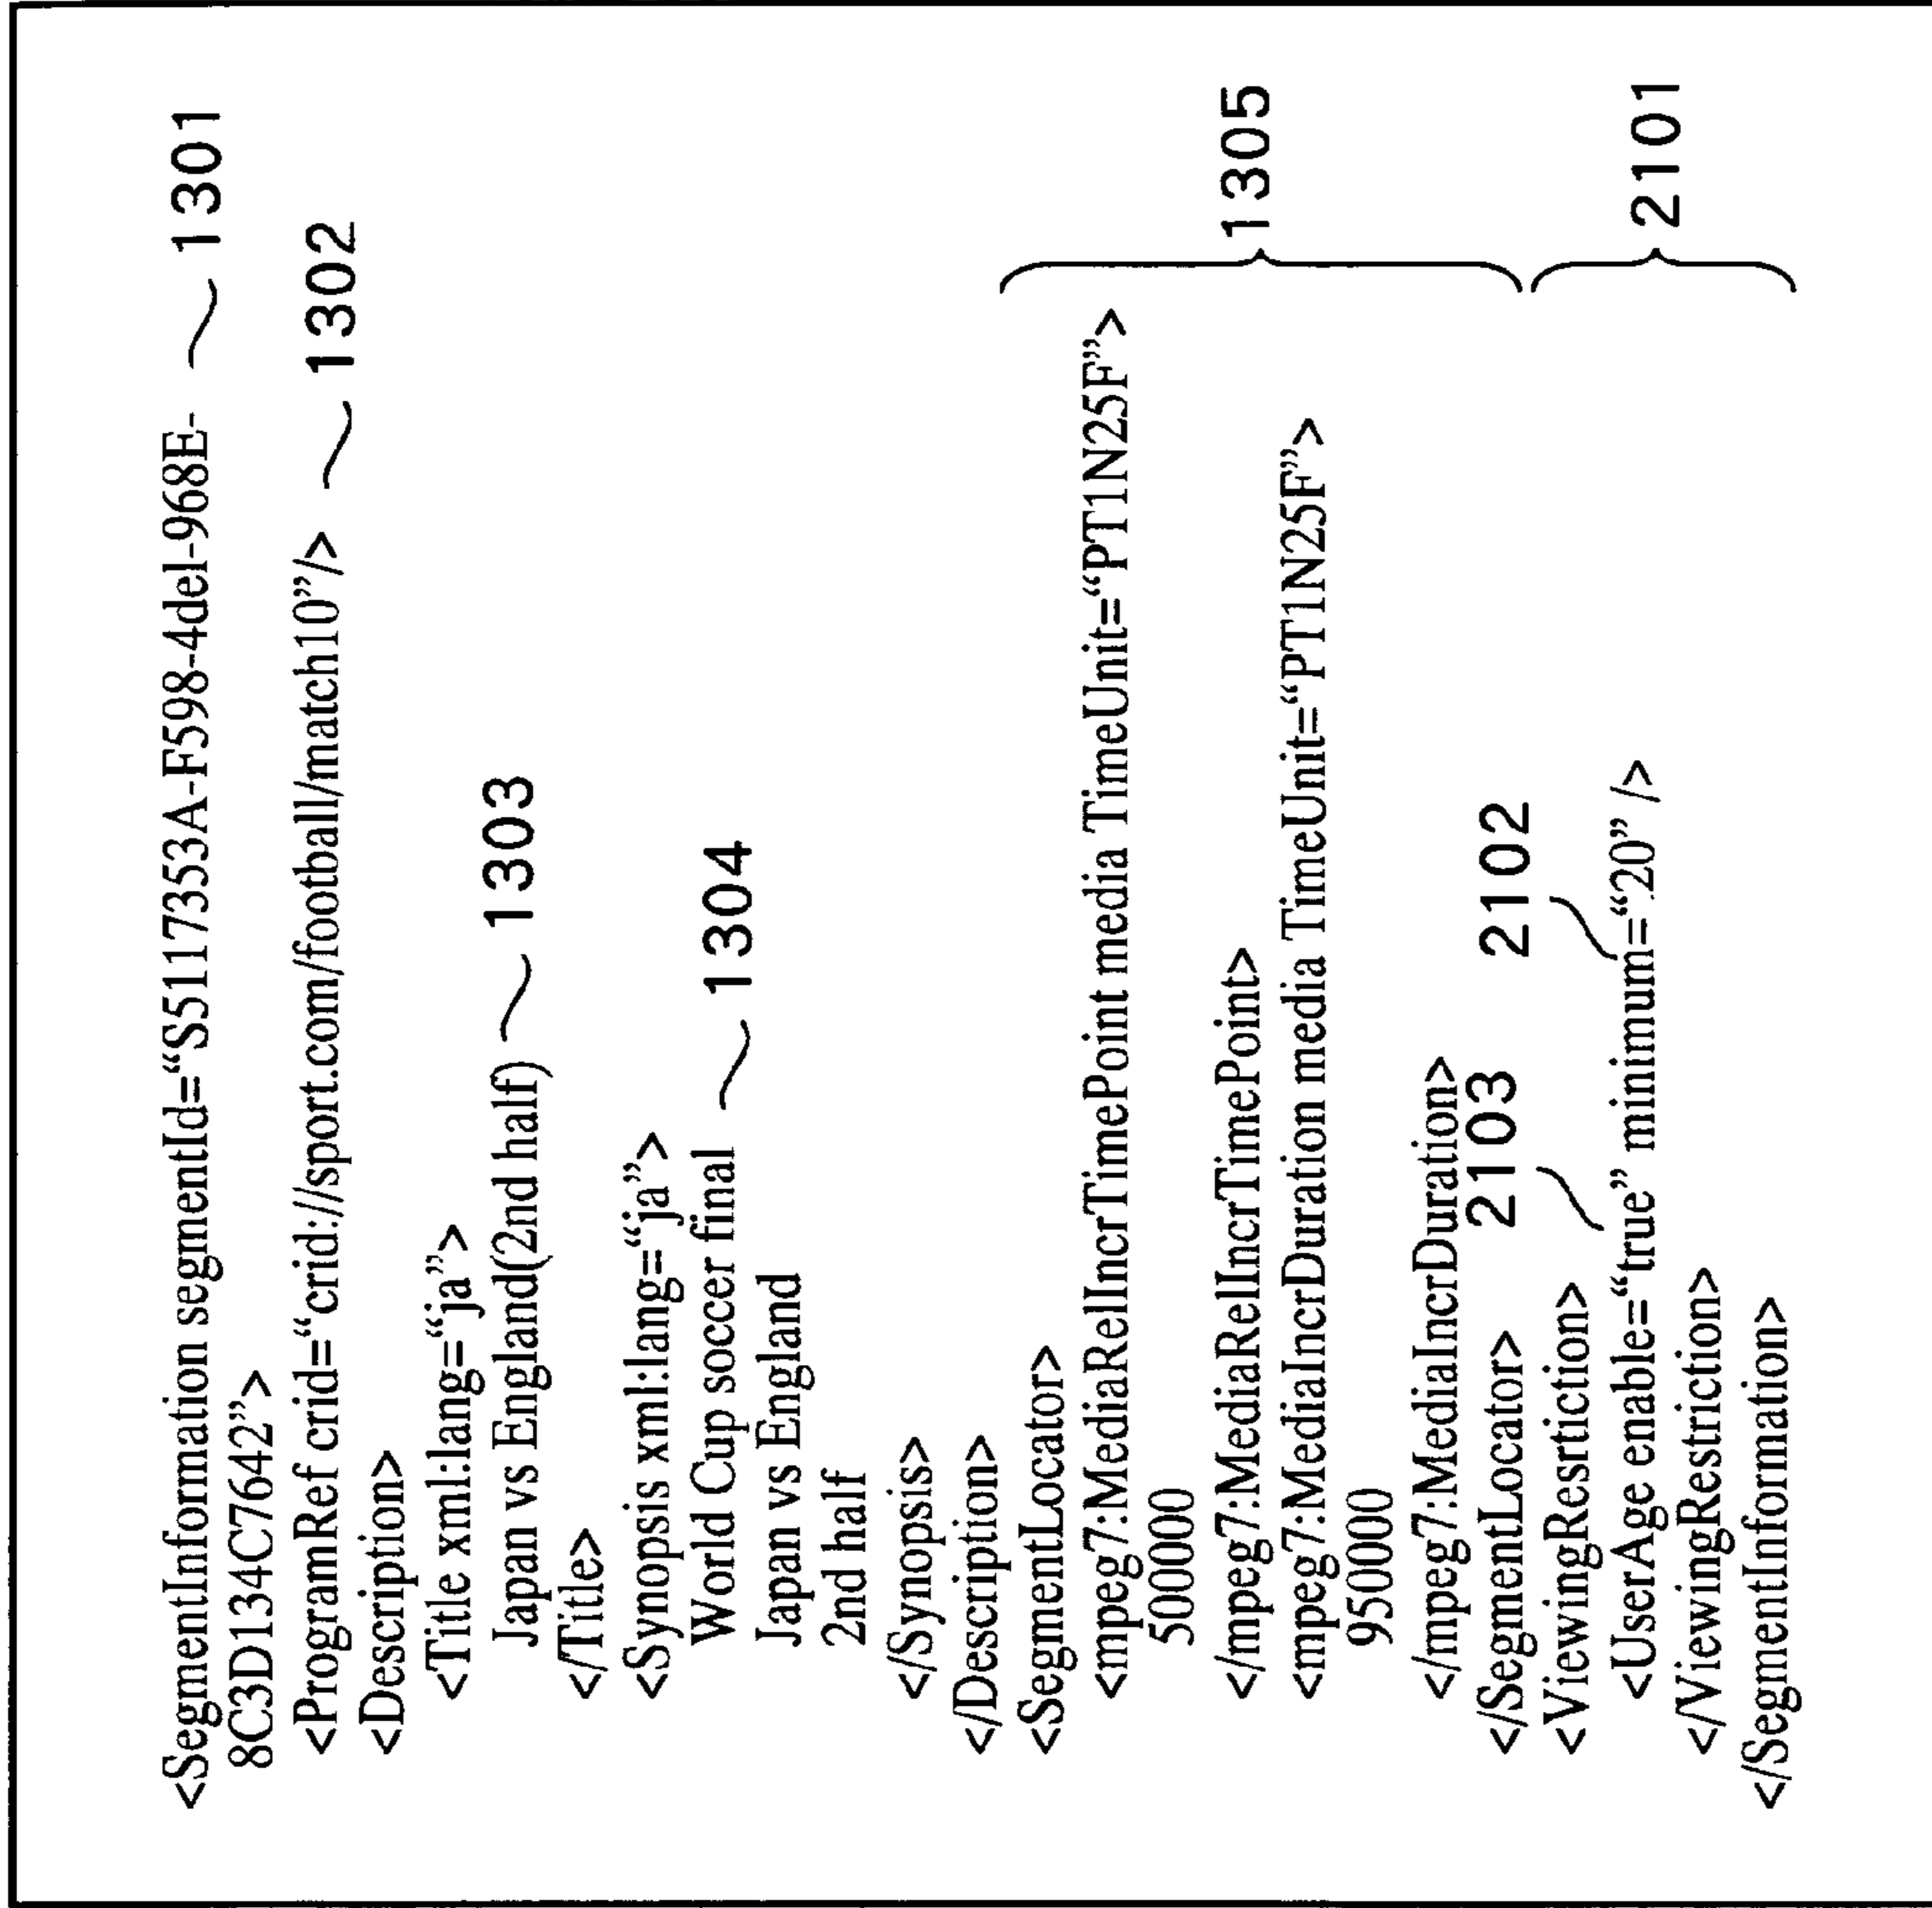 <SegmentInformation segmentId=“S5117353A-F598-4del-968E- 1301
8C3D134C7642”>
<ProgramRef crid=“crid://sport.com/football/match10”/> 1302
<Description>
<Title xml:lang=“ja”>
Japan vs England(2nd half) 1303
</Title>
<Synopsis xml:lang=“ja”>
World Cup soccer final 1304
Japan vs England
2nd half
</Synopsis>
</Description>
<SegmentLocator>
<mpeg7:MediaRelIncrTimePoint media TimeUnit=“PT1N25F”>
500000
</mpeg7:MediaRelIncrTimePoint> 1305
<mpeg7:MediaIncrDuration media TimeUnit=“PT1N25F”>
950000
</mpeg7:MediaIncrDuration>
</SegmentLocator> 2103 2102
<ViewingResrtiction>
<UserAge enable=“true” minimum=“20” /> 2101
</ViewingRestriction>
</SegmentInformation>